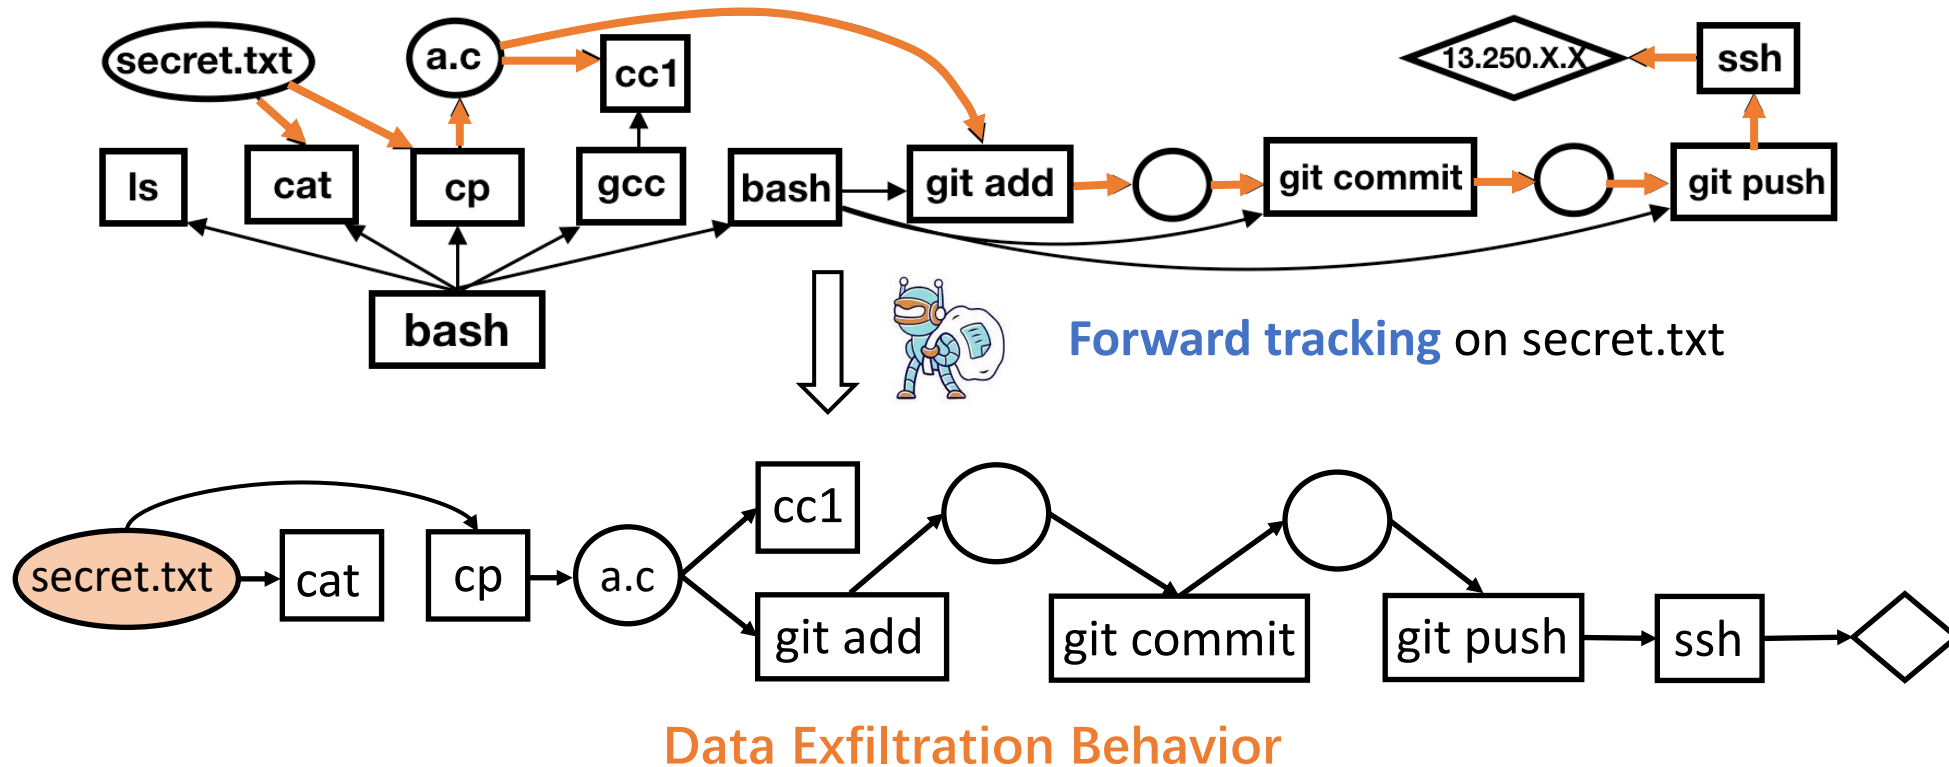 secret.txt
a.c
cc1
13.250.X.X
ssh
ls
cat
cp
gcc
bash
git add
git commit
git push
bash
Forward tracking on secret.txt
cc1
secret.txt
cat
cp
a.c
git add
git commit
git push
ssh
Data Exfiltration Behavior